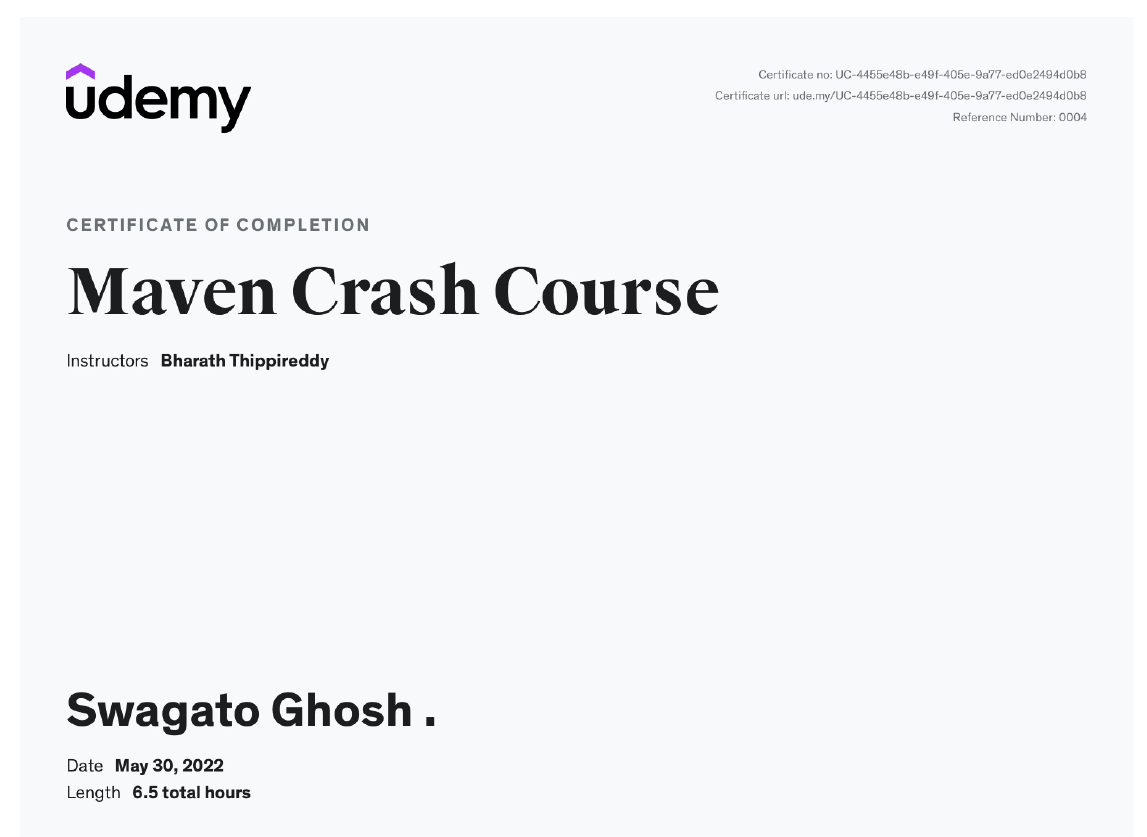 udemy
Certificate no: UC-4455e48b-e49f-405e-9a77-ed0e2494d0b8
Certificate url: ude.my/UC-4455e48b-e49f-405e-9a77-ed0e2494d0b8
Reference Number: 0004
CERTIFICATE OF COMPLETION
Maven Crash Course
Instructors Bharath Thippireddy
Swagato Ghosh .
Date May 30, 2022
Length 6.5 total hours